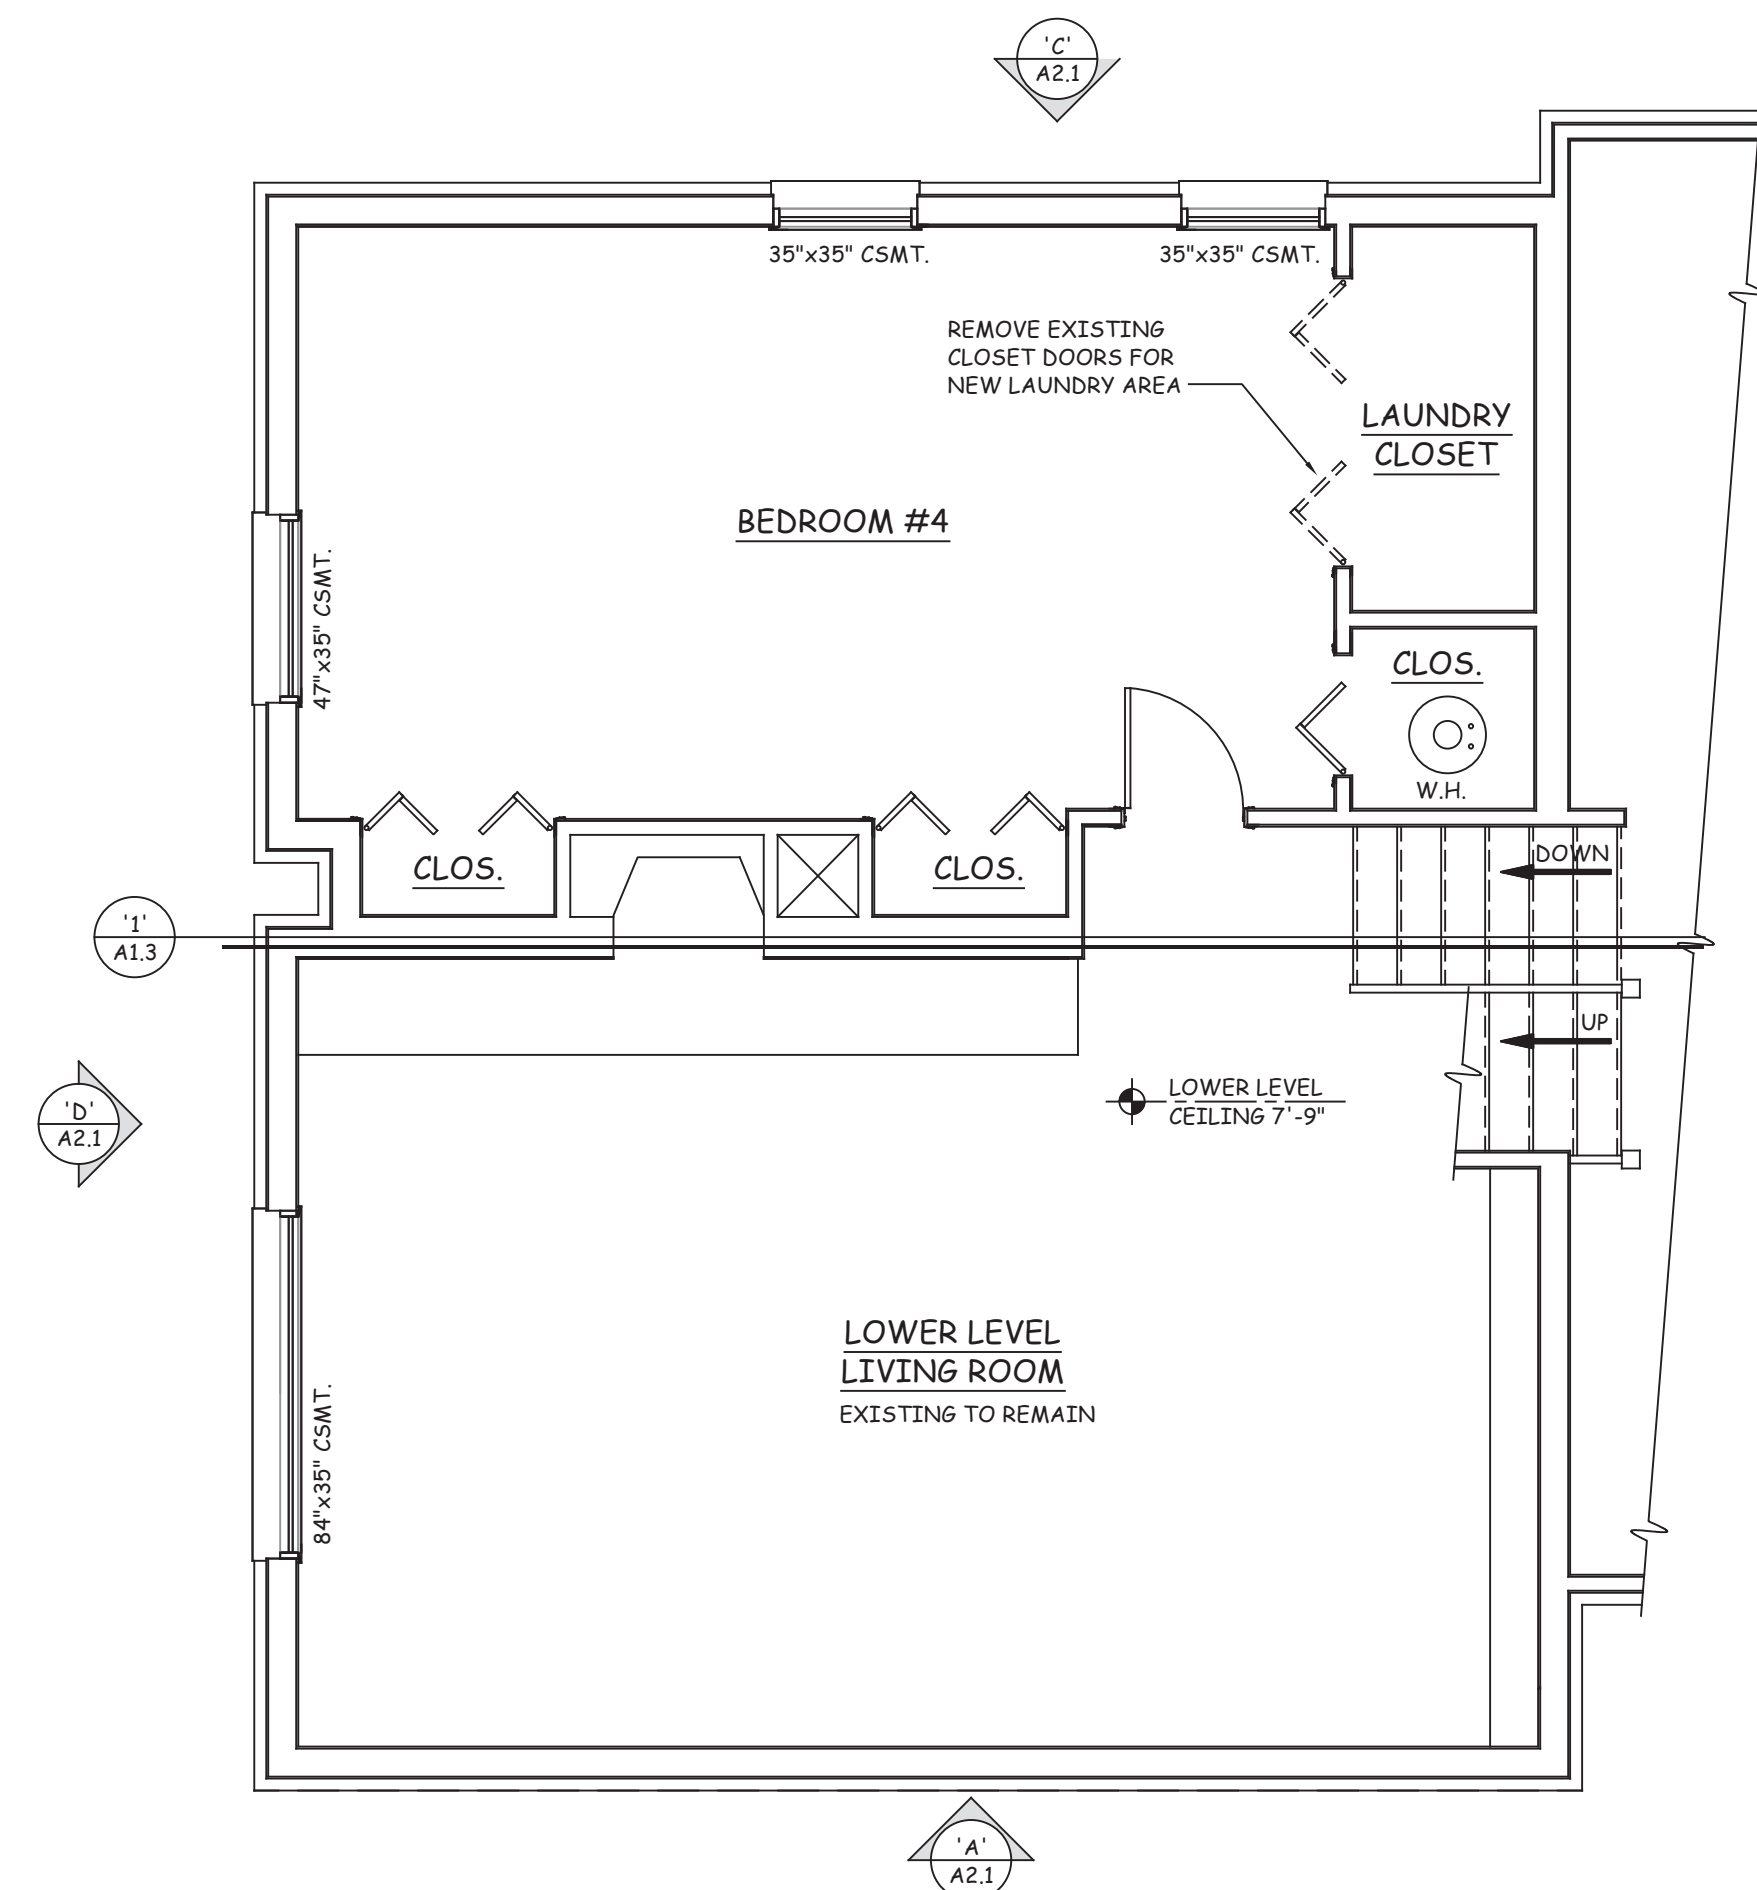 'C'
A2.1
35"x35" CSMT.
35"x35" CSMT.
REMOVE EXISTING
CLOSET DOORS FOR
NEW LAUNDRY AREA
LAUNDRY
CLOSET
BEDROOM #4
47"x35" CSMT.
CLOS.
W.H.
CLOS.
CLOS.
DOWN
'1'
A1.3
UP
'D'
A2.1
LOWER LEVEL
CEILING 7'-9"
LOWER LEVEL
LIVING ROOM
EXISTING TO REMAIN
84"x35" CSMT.
'A'
A2.1